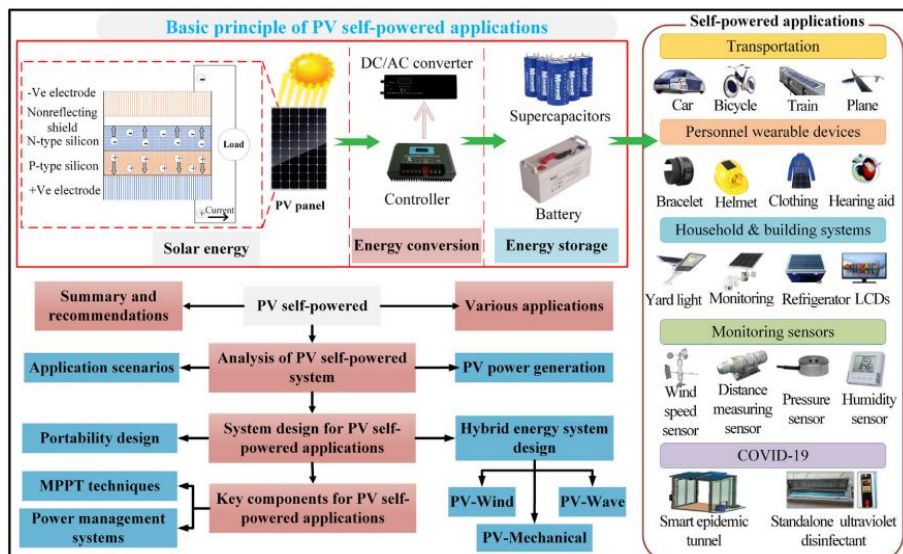 Basic principle of PV self-powered applications
-Ve electrode
Nonreflecting
shield
N-type silicon
P-type silicon
+Ve electrode
Load
Current
PV panel
Solar energy
DC/AC converter
Controller
Energy conversion
Supercapacitors
Battery
Energy storage
Self-powered applications
Transportation
Car
Bicycle
Train
Plane
Personnel wearable devices
Bracelet
Helmet
Clothing
Hearing aid
Household & building systems
Yard light
Monitoring
Refrigerator
LCDs
Monitoring sensors
Wind
speed
sensor
Distance
measuring
sensor
Pressure
sensor
Humidity
sensor
COVID-19
Smart epidemic
tunnel
Standalone ultraviolet
disinfectant
Summary and
recommendations
PV self-powered
Various applications
Application scenarios
Analysis of PV self-powered
system
PV power generation
Portability design
System design for PV self-
powered applications
Hybrid energy system
design
MPPT techniques
Power management
systems
Key components for PV self-
powered applications
PV-Wind
PV-Wave
PV-Mechanical